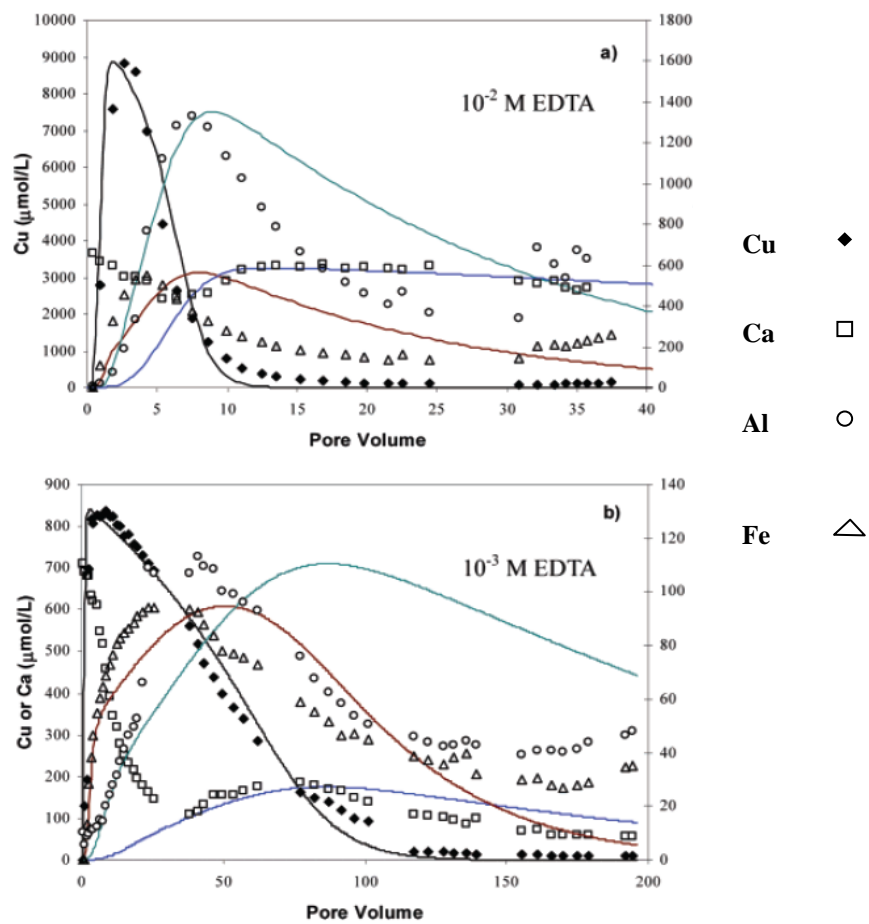 10000
9000
8000
7000
6000
5000
4000
3000
2000
1000
0
Cu (μmol/L)
1800
1600
1400
1200
1000
800
600
400
200
0
a)
10⁻² M EDTA
0 5 10 15 20 25 30 35 40
Pore Volume
900
800
700
600
500
400
300
200
100
0
Cu or Ca (μmol/L)
140
120
100
80
60
40
20
0
b)
10⁻³ M EDTA
0 50 100 150 200
Pore Volume
Cu
Ca
Al
Fe